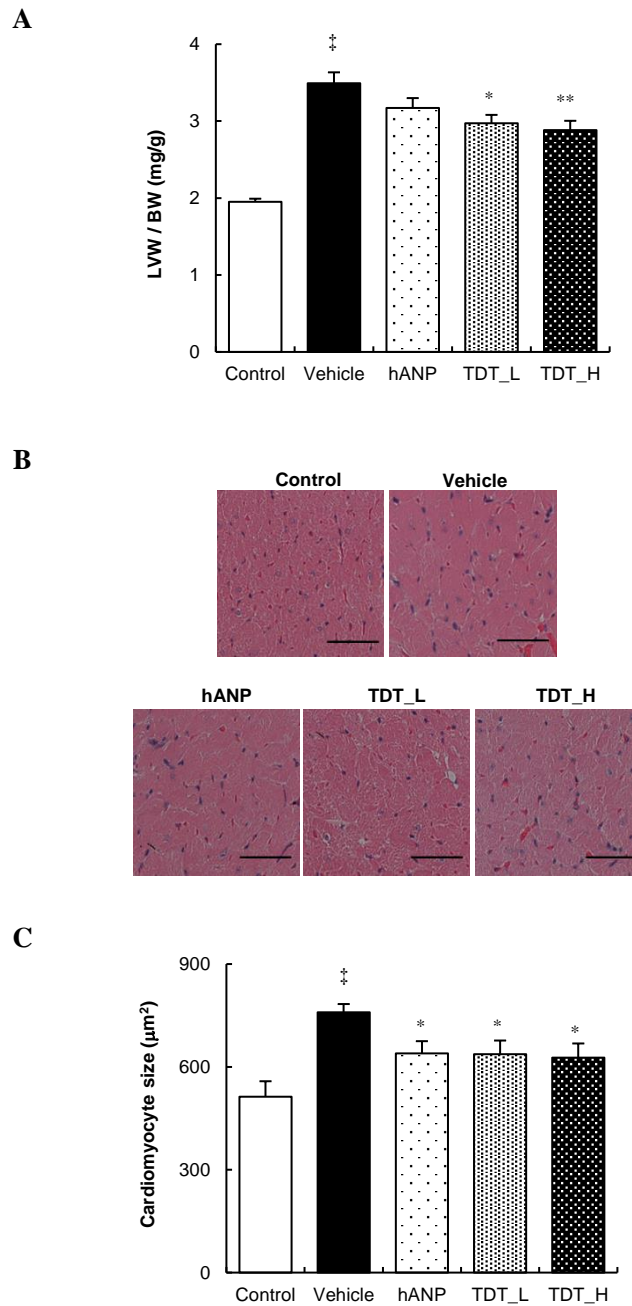 A
LVW / BW (mg/g)
4
3
2
1
0
‡
*
**
Control Vehicle hANP TDT_L TDT_H
B
Control Vehicle
hANP TDT_L TDT_H
C
Cardiomyocyte size (μm²)
900
600
300
0
‡
* * *
Control Vehicle hANP TDT_L TDT_H